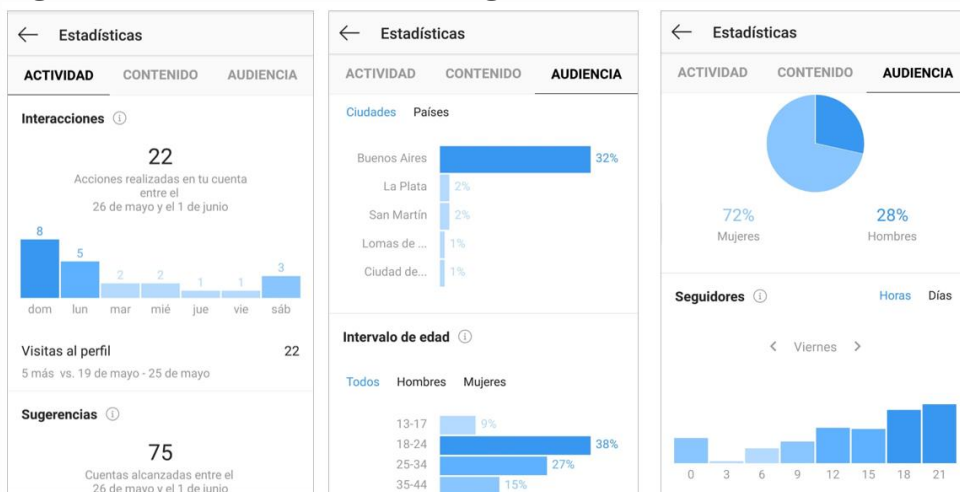 Estadísticas
ACTIVIDAD CONTENIDO AUDIENCIA
Interacciones
22
Acciones realizadas en tu cuenta
entre el
26 de mayo y el 1 de junio
8
5
2
2
1
1
3
dom lun mar mié jue vie sáb
Visitas al perfil 22
5 más vs. 19 de mayo - 25 de mayo
Sugerencias
75
Cuentas alcanzadas entre el
26 de mayo y el 1 de junio
Estadísticas
ACTIVIDAD CONTENIDO AUDIENCIA
Ciudades Países
Buenos Aires 32%
La Plata 2%
San Martín 2%
Lomas de ... 1%
Ciudad de... 1%
Intervalo de edad
Todos Hombres Mujeres
13-17 9%
18-24 38%
25-34 27%
35-44 15%
Estadísticas
ACTIVIDAD CONTENIDO AUDIENCIA
72% 28%
Mujeres Hombres
Seguidores Horas Días
Viernes
0 3 6 9 12 15 18 21